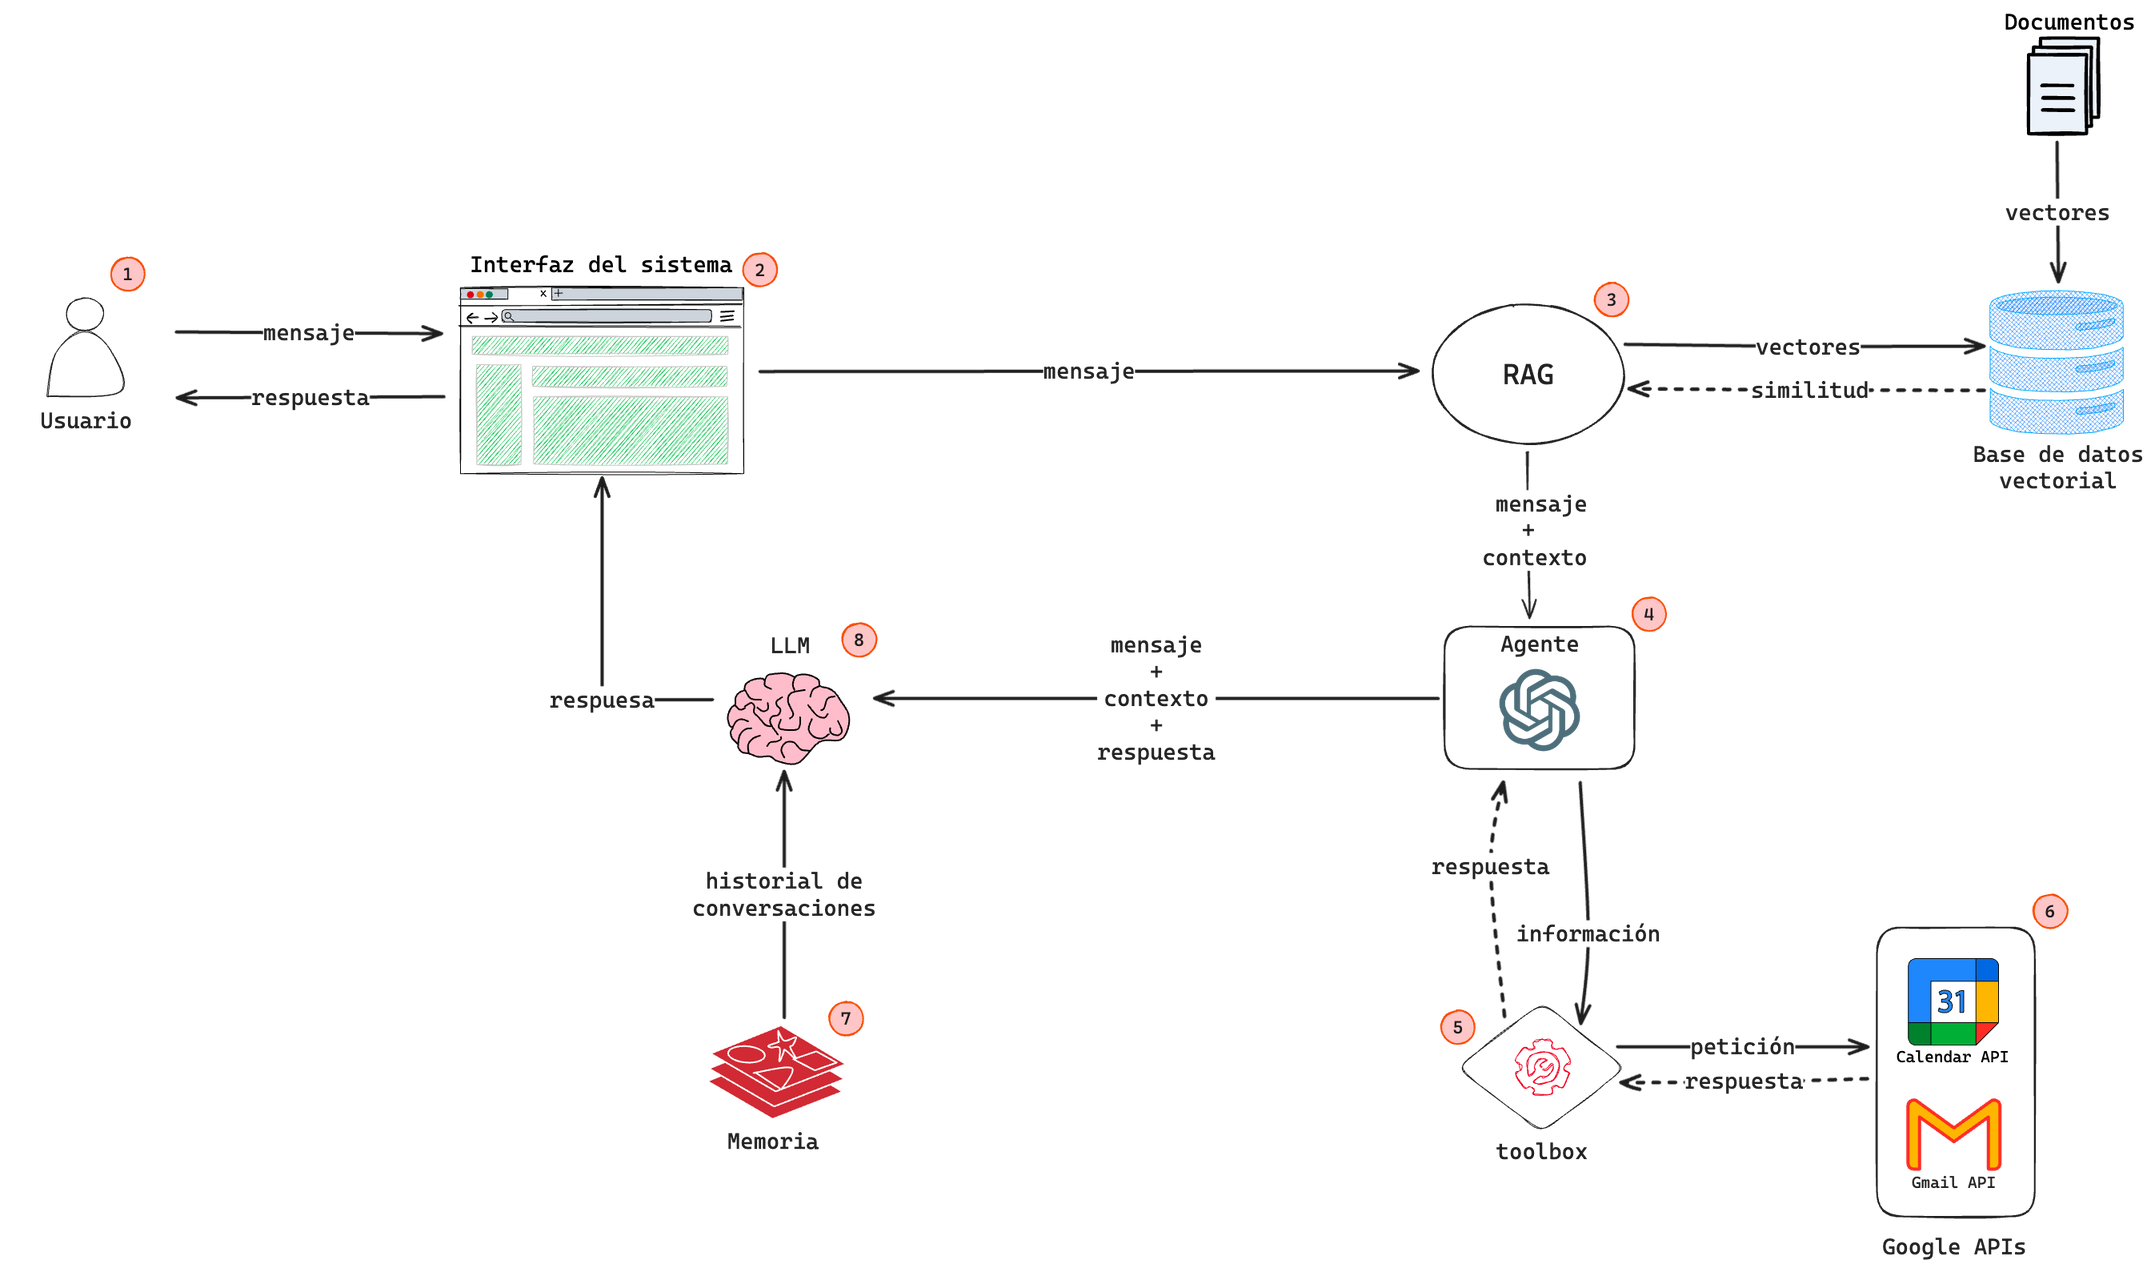 Documentos
vectores
1
Interfaz del sistema
2
x +
3
mensaje
mensaje
RAG
vectores
respuesta
similitud
Usuario
Base de datos
vectorial
mensaje
+
contexto
4
Agente
LLM
8
mensaje
+
contexto
+
respuesta
respuesa
respuesta
historial de
conversaciones
información
6
31
Calendar API
7
5
petición
respuesta
Memoria
toolbox
Gmail API
Google APIs